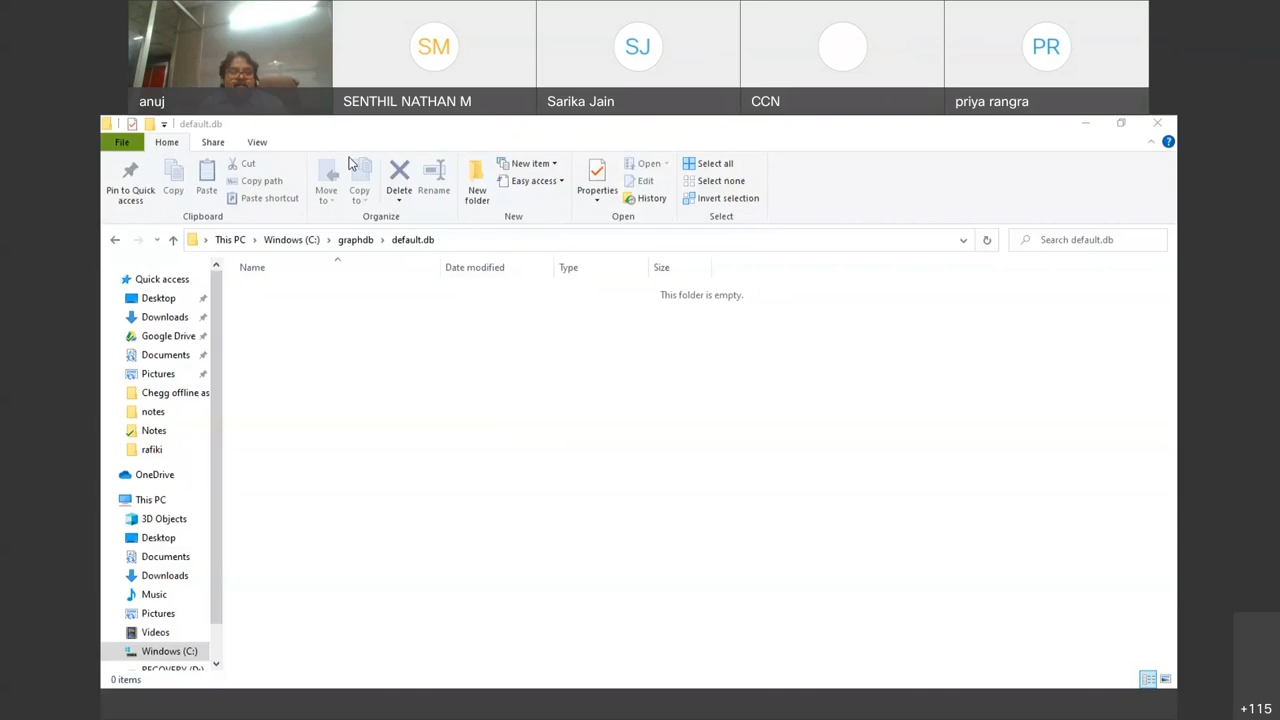 SM
SJ
PR
anuj
SENTHIL NATHAN M
Sarika Jain
CCN
priya rangra
default.db
File
Home
Share
View
Pin to Quick access
Copy
Paste
Cut
Copy path
Paste shortcut
Clipboard
Move to
Copy to
Delete
Rename
Organize
New folder
New item
Easy access
New
Properties
Open
Edit
History
Open
Select all
Select none
Invert selection
Select
This PC
Windows (C:)
graphdb
default.db
Search default.db
Name
Date modified
Type
Size
This folder is empty.
Quick access
Desktop
Downloads
Google Drive
Documents
Pictures
Chegg offline as
notes
Notes
rafiki
OneDrive
This PC
3D Objects
Desktop
Documents
Downloads
Music
Pictures
Videos
Windows (C:)
RECOVERY (D:)
0 items
+115